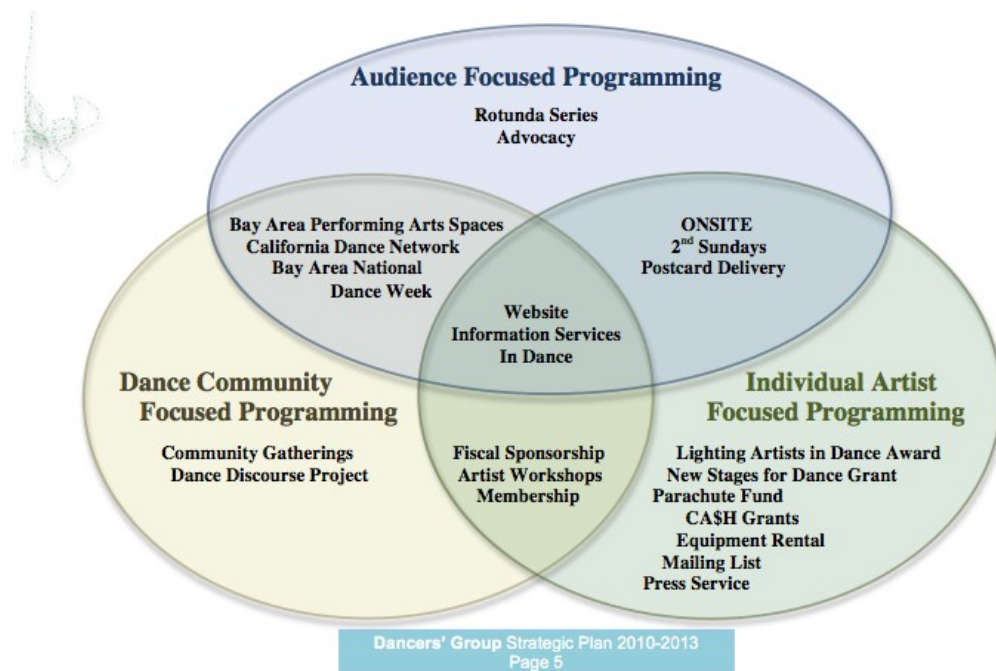 Audience Focused Programming
Rotunda Series
Advocacy
Bay Area Performing Arts Spaces
California Dance Network
Bay Area National
Dance Week
ONSITE
2nd Sundays
Postcard Delivery
Website
Information Services
In Dance
Dance Community
Focused Programming
Community Gatherings
Dance Discourse Project
Fiscal Sponsorship
Artist Workshops
Membership
Individual Artist
Focused Programming
Lighting Artists in Dance Award
New Stages for Dance Grant
Parachute Fund
CA$H Grants
Equipment Rental
Mailing List
Press Service
Dancers' Group Strategic Plan 2010-2013
Page 5